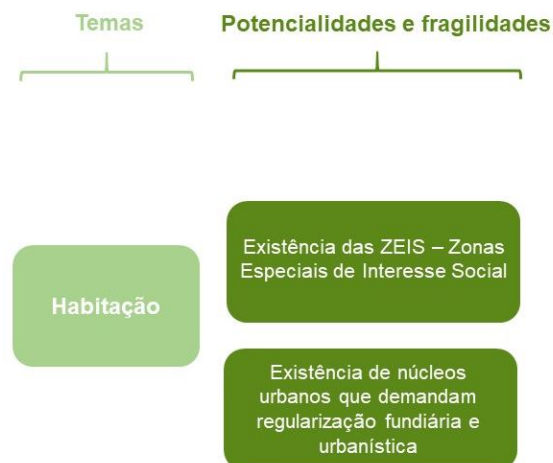 Temas
Potencialidades e fragilidades
Habitação
Existência das ZEIS – Zonas
Especiais de Interesse Social
Existência de núcleos
urbanos que demandam
regularização fundiária e
urbanística